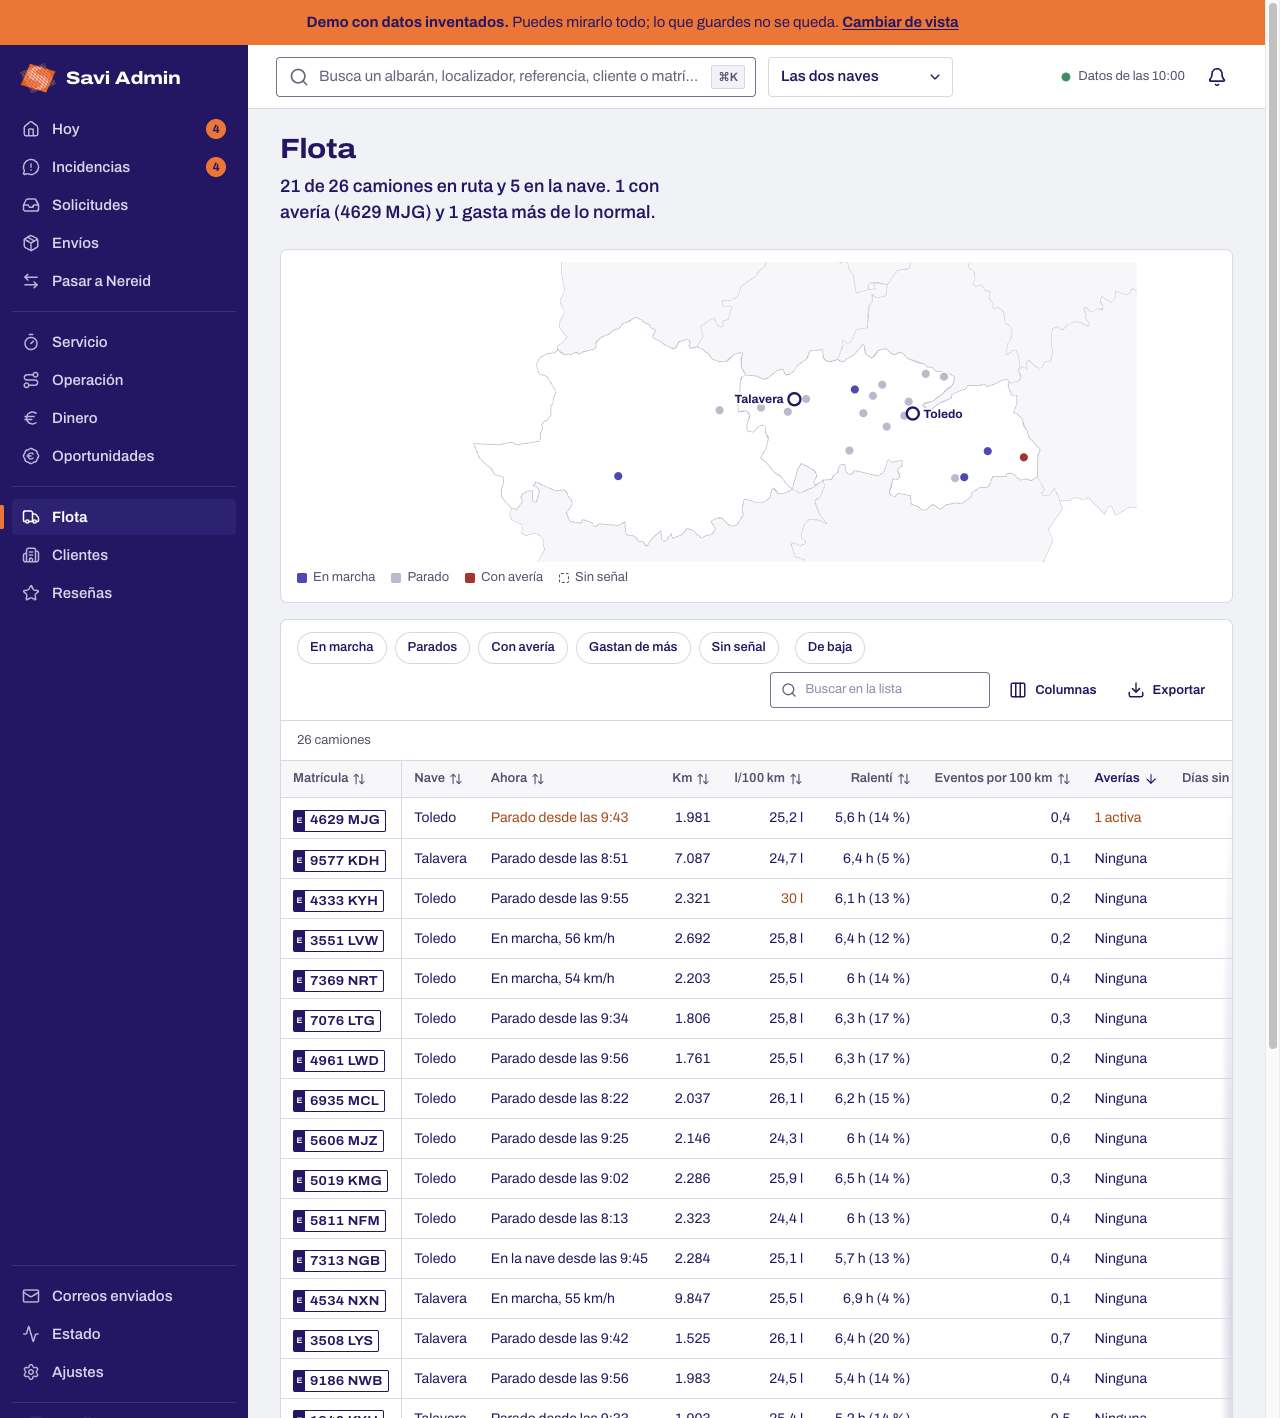 Demo con datos inventados. Puedes mirarlo todo; lo que guardes no se queda. Cambiar de vista
Savi Admin
Busca un albarán, localizador, referencia, cliente o matrí... ⌘K
Las dos naves
Datos de las 10:00
Hoy 4
Incidencias 4
Solicitudes
Envíos
Pasar a Nereid
Servicio
Operación
Dinero
Oportunidades
Flota
Clientes
Reseñas
Correos enviados
Estado
Ajustes
Flota
21 de 26 camiones en ruta y 5 en la nave. 1 con
avería (4629 MJG) y 1 gasta más de lo normal.
Talavera
Toledo
En marcha Parado Con avería Sin señal
En marcha Parados Con avería Gastan de más Sin señal De baja
Buscar en la lista Columnas Exportar
26 camiones
Matrícula Nave Ahora Km l/100 km Ralentí Eventos por 100 km Averías Días sin
E 4629 MJG Toledo Parado desde las 9:43 1.981 25,2 l 5,6 h (14 %) 0,4 1 activa
E 9577 KDH Talavera Parado desde las 8:51 7.087 24,7 l 6,4 h (5 %) 0,1 Ninguna
E 4333 KYH Toledo Parado desde las 9:55 2.321 30 l 6,1 h (13 %) 0,2 Ninguna
E 3551 LVW Toledo En marcha, 56 km/h 2.692 25,8 l 6,4 h (12 %) 0,2 Ninguna
E 7369 NRT Toledo En marcha, 54 km/h 2.203 25,5 l 6 h (14 %) 0,4 Ninguna
E 7076 LTG Toledo Parado desde las 9:34 1.806 25,8 l 6,3 h (17 %) 0,3 Ninguna
E 4961 LWD Toledo Parado desde las 9:56 1.761 25,5 l 6,3 h (17 %) 0,2 Ninguna
E 6935 MCL Toledo Parado desde las 8:22 2.037 26,1 l 6,2 h (15 %) 0,2 Ninguna
E 5606 MJZ Toledo Parado desde las 9:25 2.146 24,3 l 6 h (14 %) 0,6 Ninguna
E 5019 KMG Toledo Parado desde las 9:02 2.286 25,9 l 6,5 h (14 %) 0,3 Ninguna
E 5811 NFM Toledo Parado desde las 8:13 2.323 24,4 l 6 h (13 %) 0,4 Ninguna
E 7313 NGB Toledo En la nave desde las 9:45 2.284 25,1 l 5,7 h (13 %) 0,4 Ninguna
E 4534 NXN Talavera En marcha, 55 km/h 9.847 25,5 l 6,9 h (4 %) 0,1 Ninguna
E 3508 LYS Talavera Parado desde las 9:42 1.525 26,1 l 6,4 h (20 %) 0,7 Ninguna
E 9186 NWB Talavera Parado desde las 9:56 1.983 24,5 l 5,4 h (14 %) 0,4 Ninguna